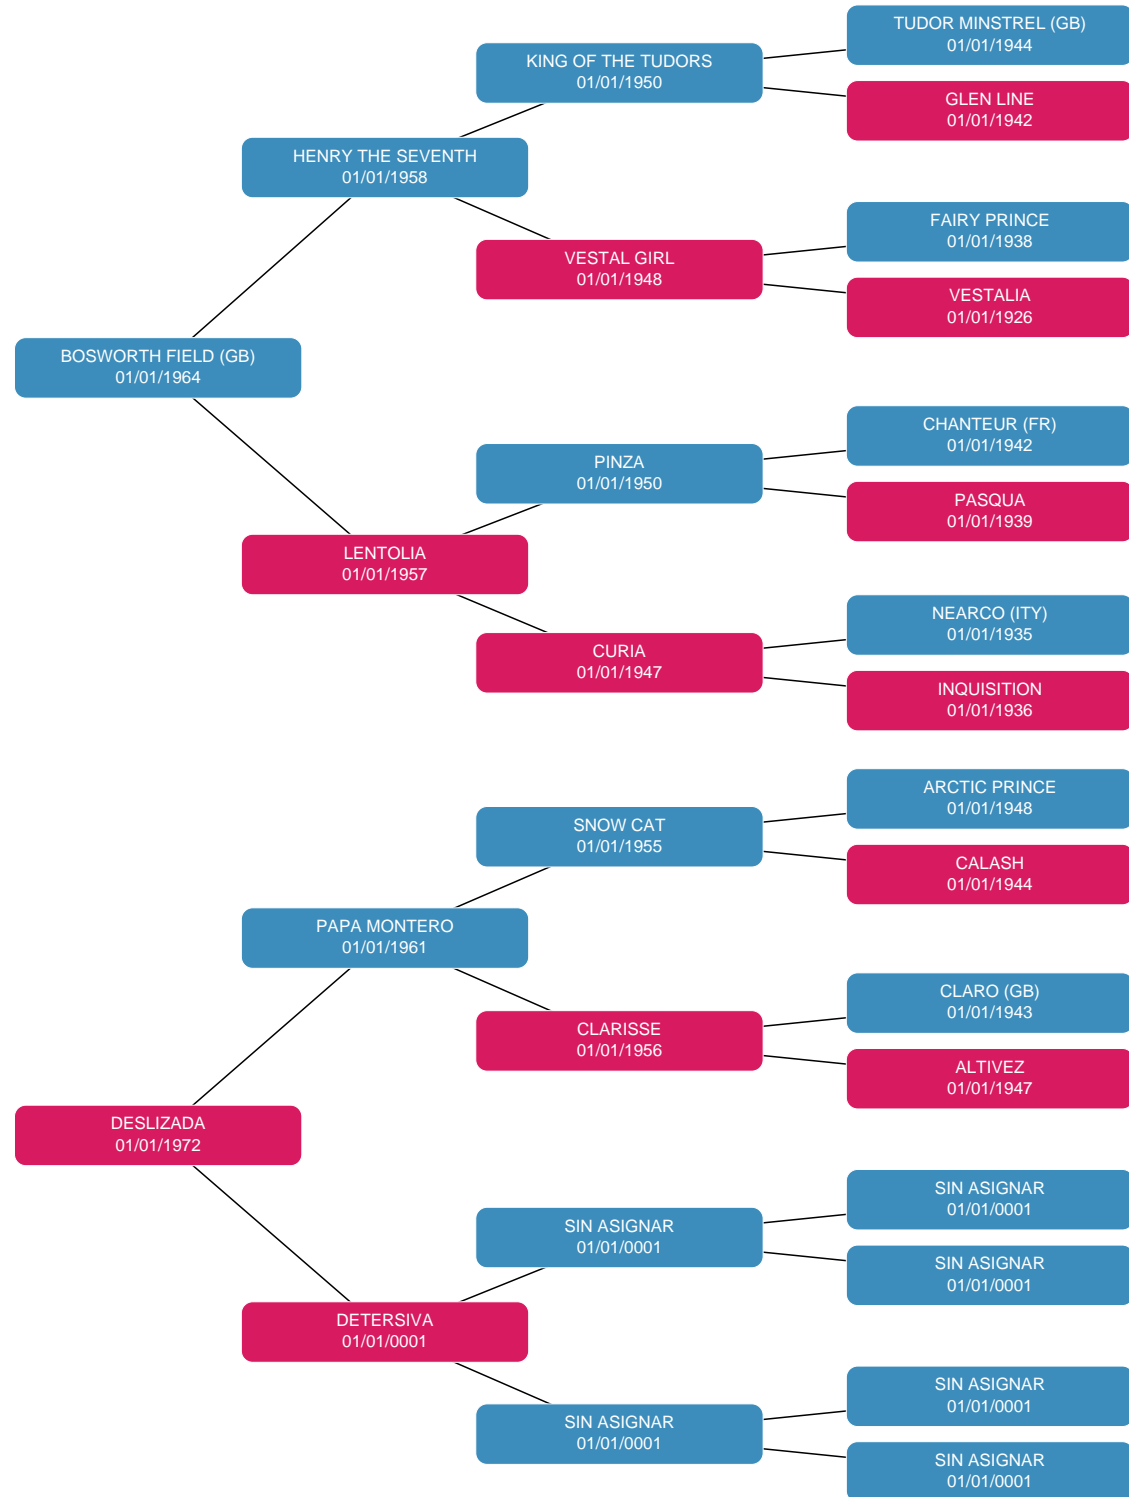 TUDOR MINSTREL (GB)
01/01/1944
KING OF THE TUDORS
01/01/1950
GLEN LINE
01/01/1942
HENRY THE SEVENTH
01/01/1958
FAIRY PRINCE
01/01/1938
VESTAL GIRL
01/01/1948
VESTALIA
01/01/1926
BOSWORTH FIELD (GB)
01/01/1964
CHANTEUR (FR)
01/01/1942
PINZA
01/01/1950
PASQUA
01/01/1939
LENTOLIA
01/01/1957
NEARCO (ITY)
01/01/1935
CURIA
01/01/1947
INQUISITION
01/01/1936
ARCTIC PRINCE
01/01/1948
SNOW CAT
01/01/1955
CALASH
01/01/1944
PAPA MONTERO
01/01/1961
CLARO (GB)
01/01/1943
CLARISSE
01/01/1956
ALTIVEZ
01/01/1947
DESLIZADA
01/01/1972
SIN ASIGNAR
01/01/0001
SIN ASIGNAR
01/01/0001
SIN ASIGNAR
01/01/0001
DETERSIVA
01/01/0001
SIN ASIGNAR
01/01/0001
SIN ASIGNAR
01/01/0001
SIN ASIGNAR
01/01/0001